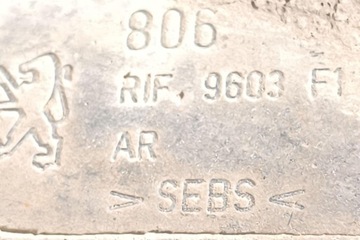 806
RIF. 9603 F1
AR
> SEBS <